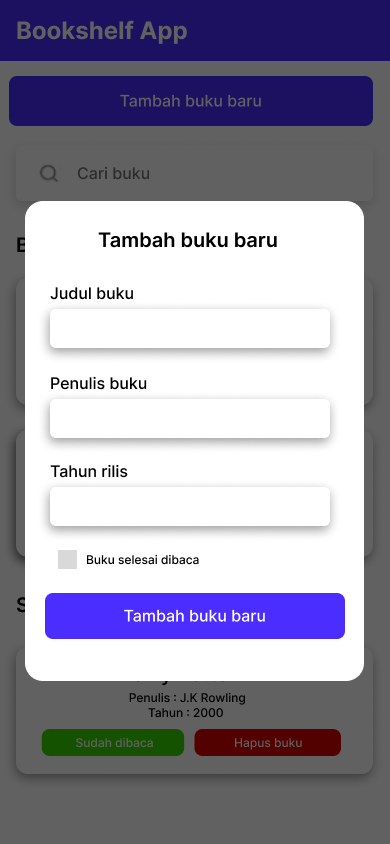 Bookshelf App
Tambah buku baru
Cari buku
B
Tambah buku baru
Judul buku
Penulis buku
Tahun rilis
Buku selesai dibaca
Tambah buku baru
S
Penulis : J.K Rowling
Tahun : 2000
Sudah dibaca
Hapus buku